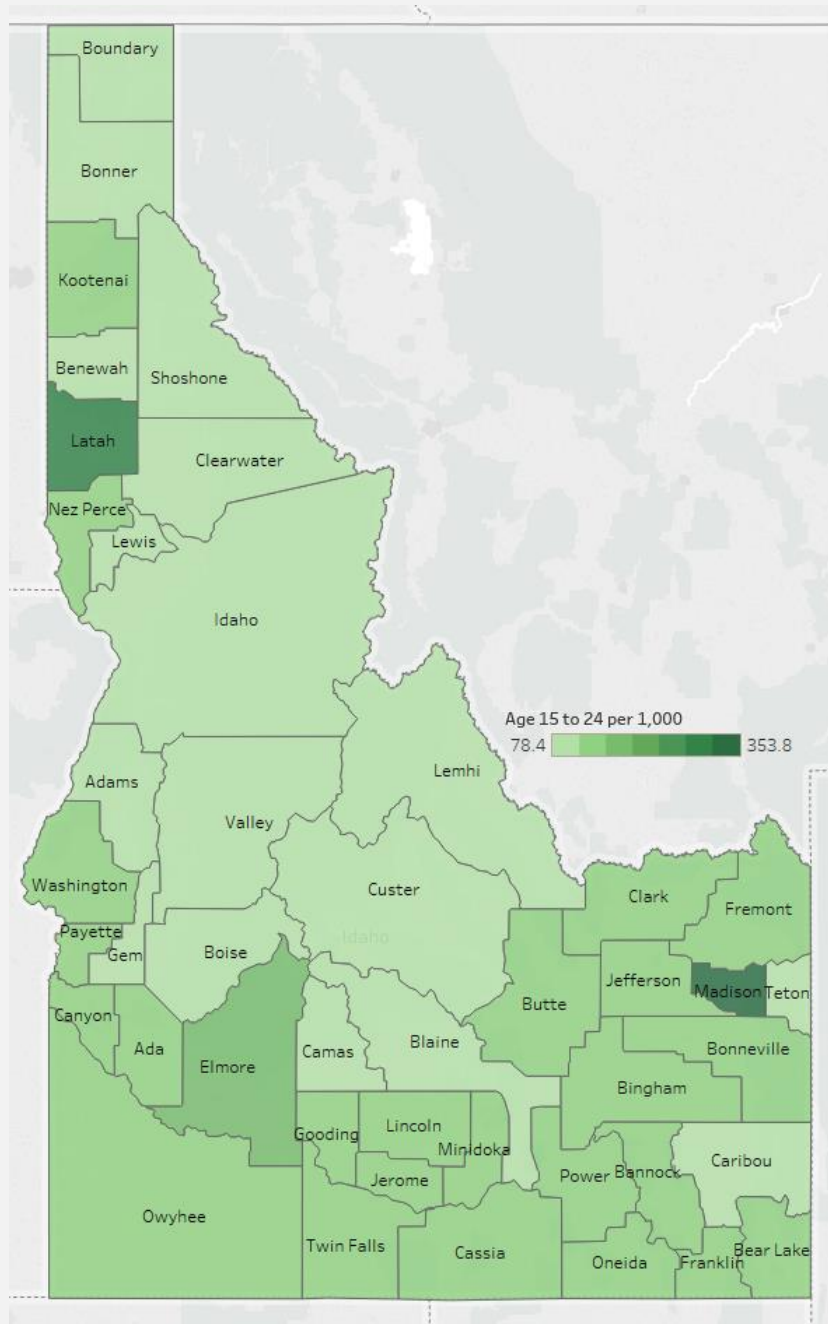 Boundary
Bonner
Kootenai
Benewah
Shoshone
Latah
Clearwater
Nez Perce
Lewis
Idaho
Age 15 to 24 per 1,000
78.4 353.8
Lemhi
Adams
Valley
Custer
Washington
Clark
Fremont
Payette
Idaho
Gem
Boise
Jefferson
Madison
Teton
Canyon
Butte
Ada
Camas
Blaine
Bonneville
Elmore
Bingham
Gooding
Lincoln
Minidoka
Caribou
Power
Bannock
Jerome
Owyhee
Twin Falls
Cassia
Oneida
Franklin
Bear Lake